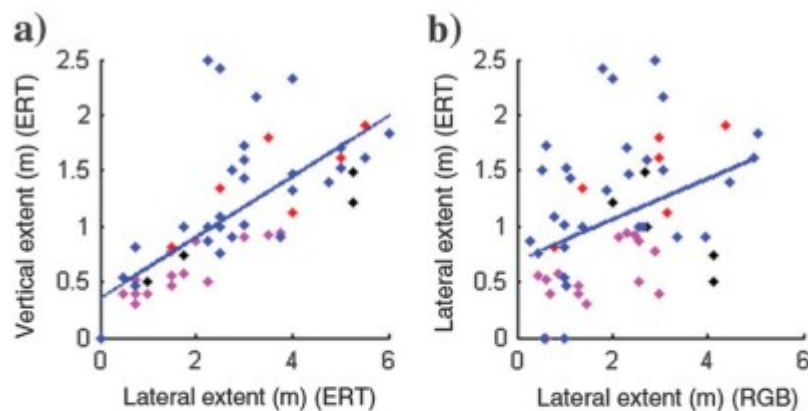 a)
Vertical extent (m) (ERT)
2.5
2
1.5
1
0.5
0
0 2 4 6
Lateral extent (m) (ERT)
b)
Lateral extent (m) (ERT)
2.5
2
1.5
1
0.5
0
0 2 4 6
Lateral extent (m) (RGB)